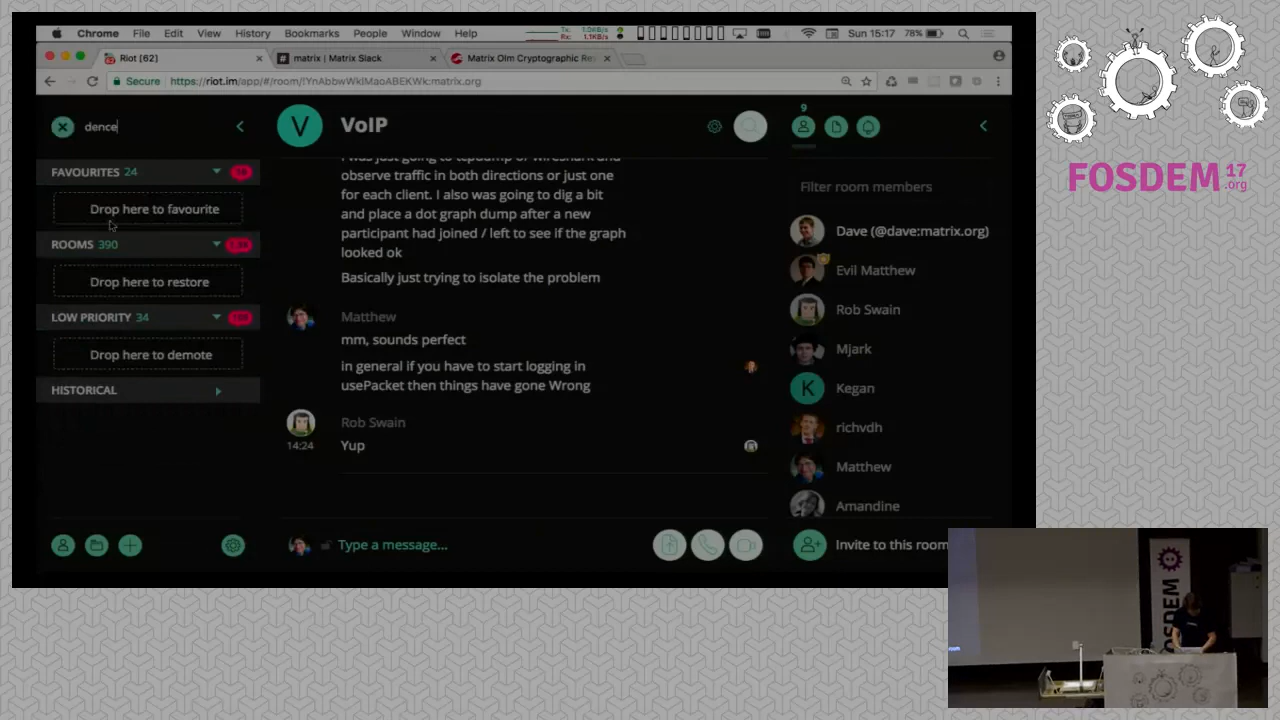 Chrome File Edit View History Bookmarks People Window Help
Sun 15:17
78%
Riot [62]
matrix | Matrix Slack
Matrix Olm Cryptographic Rev
Secure
https://riot.im/app/#/room/!YnAbbwWklMaoABEKWk:matrix.org
dence
FAVOURITES 24
Drop here to favourite
ROOMS 390
Drop here to restore
LOW PRIORITY 34
Drop here to demote
HISTORICAL
V
VoIP
observe traffic in both directions or just one
for each client. I also was going to dig a bit
and place a dot graph dump after a new
participant had joined / left to see if the graph
looked ok
Basically just trying to isolate the problem
Matthew
mm, sounds perfect
in general if you have to start logging in
usePacket then things have gone Wrong
Rob Swain
14:24
Yup
Type a message...
9
Filter room members
Dave (@dave:matrix.org)
Evil Matthew
Rob Swain
Mjark
K
Kegan
richvdh
Matthew
Amandine
Invite to this room
FOSDEM 17
.org
FOSDEM